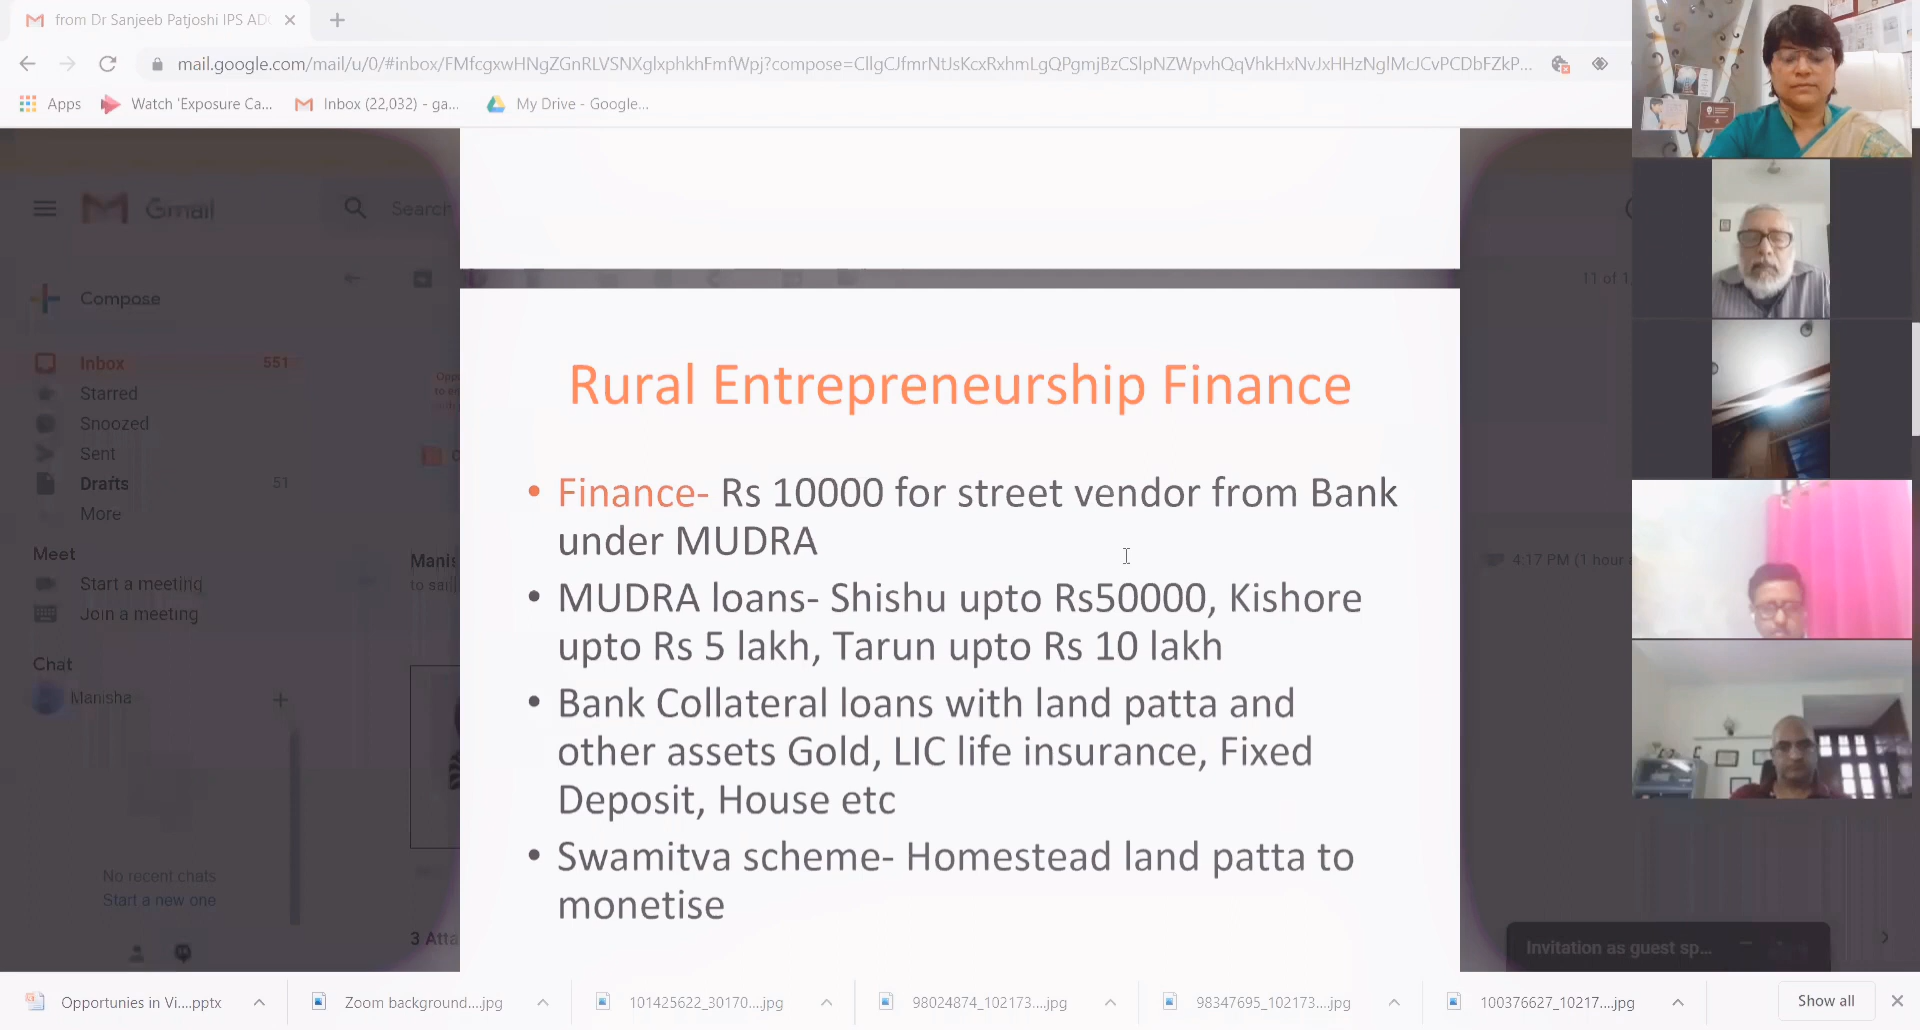 from Dr Sanjeeb Patjoshi IPS AD
mail.google.com/mail/u/0/#inbox/FMfcgxwHNgZGnRLVSNXglxphkhFmfWpj?compose=CllgCJfmrNtJsKcxRxhmLgQPgmjBzCSlpNZWpvhQqVhkHxNvJxHHzNglMcJCvPCDbFZkP...
Apps Watch 'Exposure Ca... Inbox (22,032) - ga... My Drive - Google...
Gmail Search
11 of 1
Compose
Inbox 551
Starred
Snoozed
Sent
Drafts 51
More
Meet
Start a meeting
Join a meeting
Chat
Manisha
No recent chats
Start a new one
Manis
to sai
3 Atta
Rural Entrepreneurship Finance
• Finance- Rs 10000 for street vendor from Bank
under MUDRA
• MUDRA loans- Shishu upto Rs50000, Kishore
upto Rs 5 lakh, Tarun upto Rs 10 lakh
• Bank Collateral loans with land patta and
other assets Gold, LIC life insurance, Fixed
Deposit, House etc
• Swamitva scheme- Homestead land patta to
monetise
4:17 PM (1 hour a
Invitation as guest sp...
Opportunies in Vi....pptx Zoom background....jpg 101425622_30170....jpg 98024874_102173....jpg 98347695_102173....jpg 100376627_10217....jpg Show all